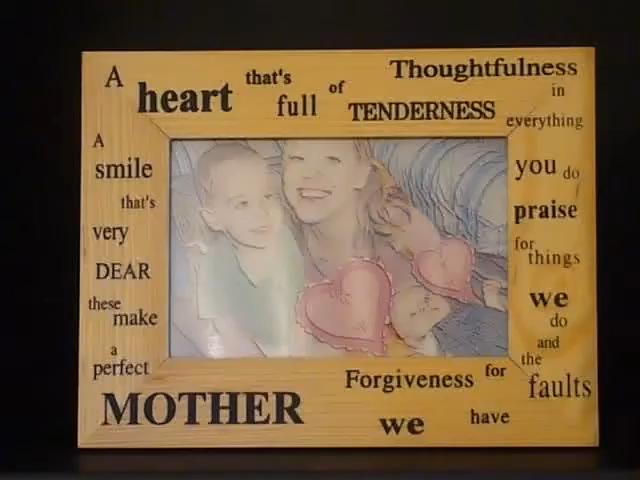 A heart that's full of TENDERNESS
Thoughtfulness
in
everything
you do
praise
for
things
we
do
and
the
faults
Forgiveness for
we have
A
smile
that's
very
DEAR
these
make
a
perfect
MOTHER